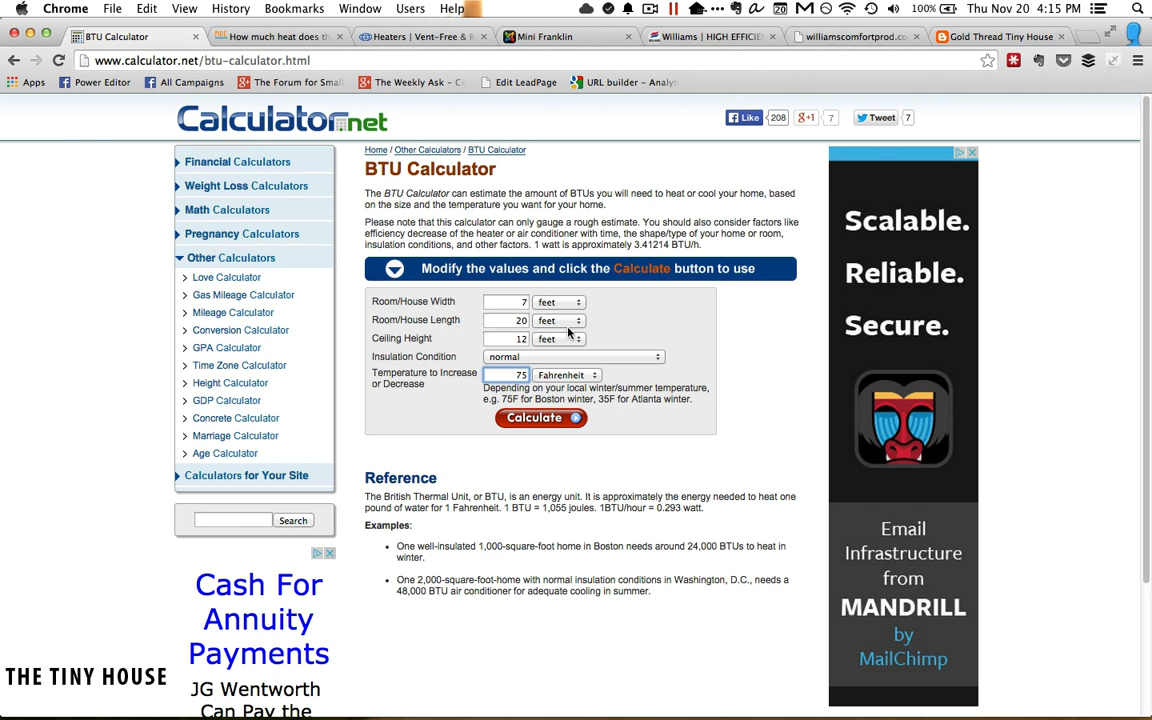 Chrome File Edit View History Bookmarks Window Users Help 20 100% Thu Nov 20 4:15 PM
BTU Calculator × How much heat does th × Heaters | Vent-Free & R × Mini Franklin × Williams | HIGH EFFICIE × williamscomfortprod.co × Gold Thread Tiny House ×
www.calculator.net/btu-calculator.html
Apps Power Editor All Campaigns The Forum for Smal The Weekly Ask – Co Edit LeadPage URL builder – Analyt
Calculator.net
Like 208 +1 7 Tweet 7
Financial Calculators
Weight Loss Calculators
Math Calculators
Pregnancy Calculators
Other Calculators
Love Calculator
Gas Mileage Calculator
Mileage Calculator
Conversion Calculator
GPA Calculator
Time Zone Calculator
Height Calculator
GDP Calculator
Concrete Calculator
Marriage Calculator
Age Calculator
Calculators for Your Site
Search
Cash For
Annuity
Payments
JG Wentworth
Can Pay the
THE TINY HOUSE
Home / Other Calculators / BTU Calculator
BTU Calculator
The BTU Calculator can estimate the amount of BTUs you will need to heat or cool your home, based
on the size and the temperature you want for your home.
Please note that this calculator can only gauge a rough estimate. You should also consider factors like
efficiency decrease of the heater or air conditioner with time, the shape/type of your home or room,
insulation conditions, and other factors. 1 watt is approximately 3.41214 BTU/h.
Modify the values and click the Calculate button to use
Room/House Width 7 feet
Room/House Length 20 feet
Ceiling Height 12 feet
Insulation Condition normal
Temperature to Increase
or Decrease 75 Fahrenheit
Depending on your local winter/summer temperature,
e.g. 75F for Boston winter, 35F for Atlanta winter.
Calculate
Reference
The British Thermal Unit, or BTU, is an energy unit. It is approximately the energy needed to heat one
pound of water for 1 Fahrenheit. 1 BTU = 1,055 joules. 1BTU/hour = 0.293 watt.
Examples:
One well-insulated 1,000-square-foot home in Boston needs around 24,000 BTUs to heat in
winter.
One 2,000-square-foot-home with normal insulation conditions in Washington, D.C., needs a
48,000 BTU air conditioner for adequate cooling in summer.
Scalable.
Reliable.
Secure.
Email
Infrastructure
from
MANDRILL
by
MailChimp